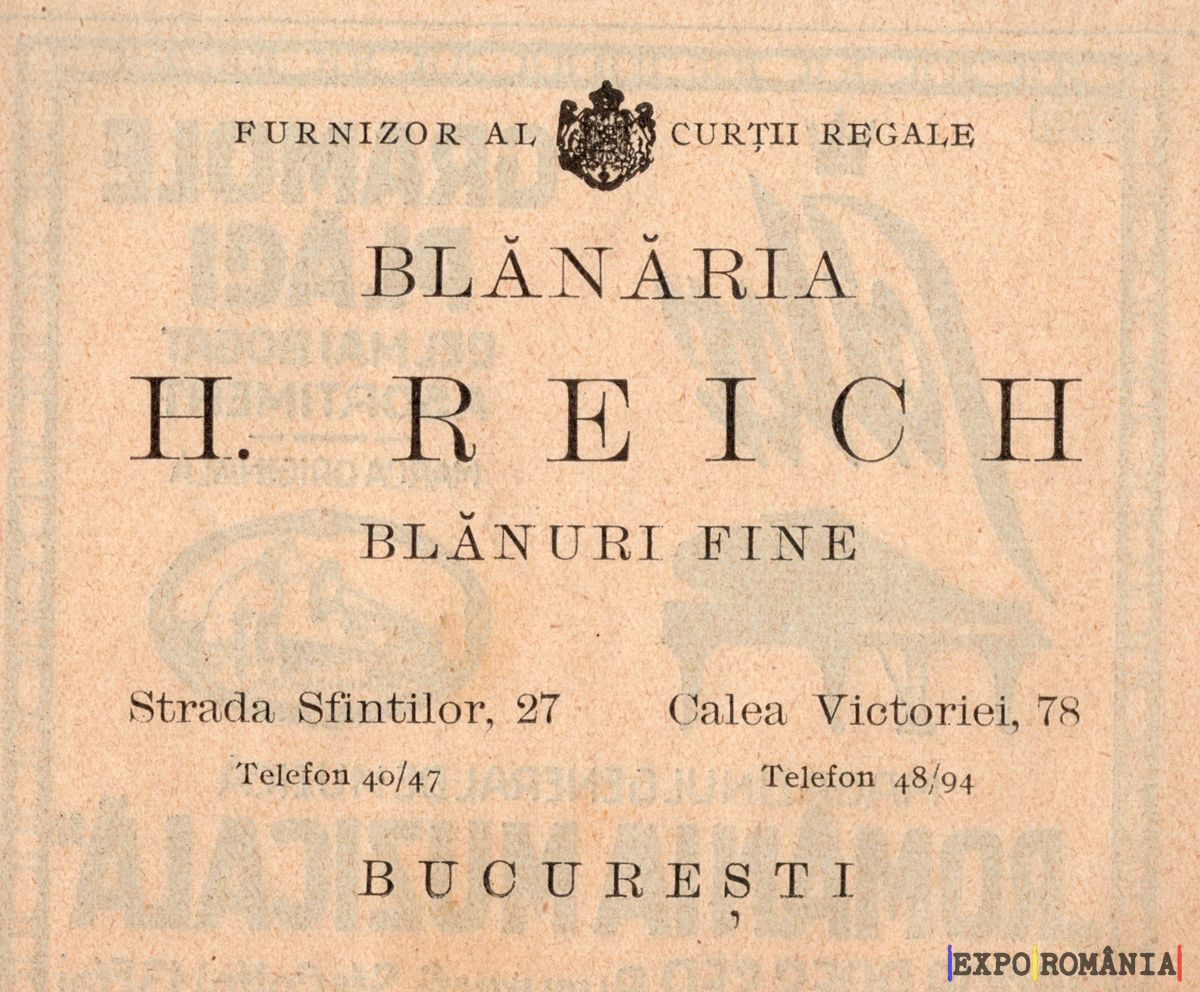 FURNIZOR AL CURȚII REGALE
BLĂNĂRIA
H. REICH
BLĂNURI FINE
Strada Sfintilor, 27 Calea Victoriei, 78
Telefon 40/47 Telefon 48/94
BUCUREȘTI
EXPO ROMÂNIA